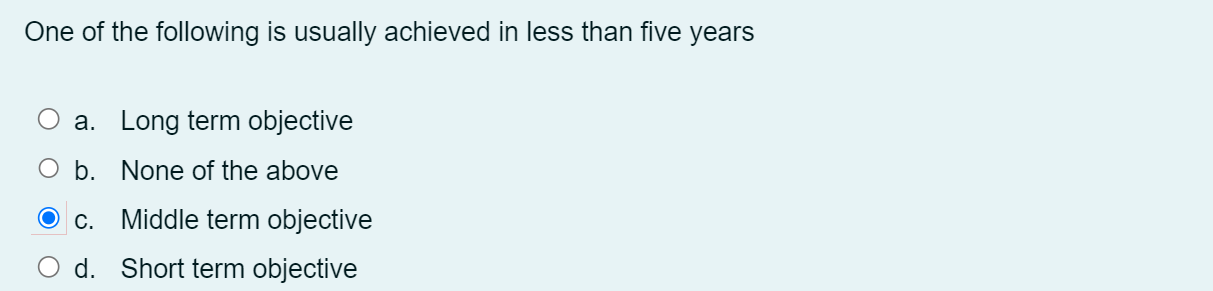 One of the following is usually achieved in less than five years
a. Long term objective
b. None of the above
c. Middle term objective
d. Short term objective